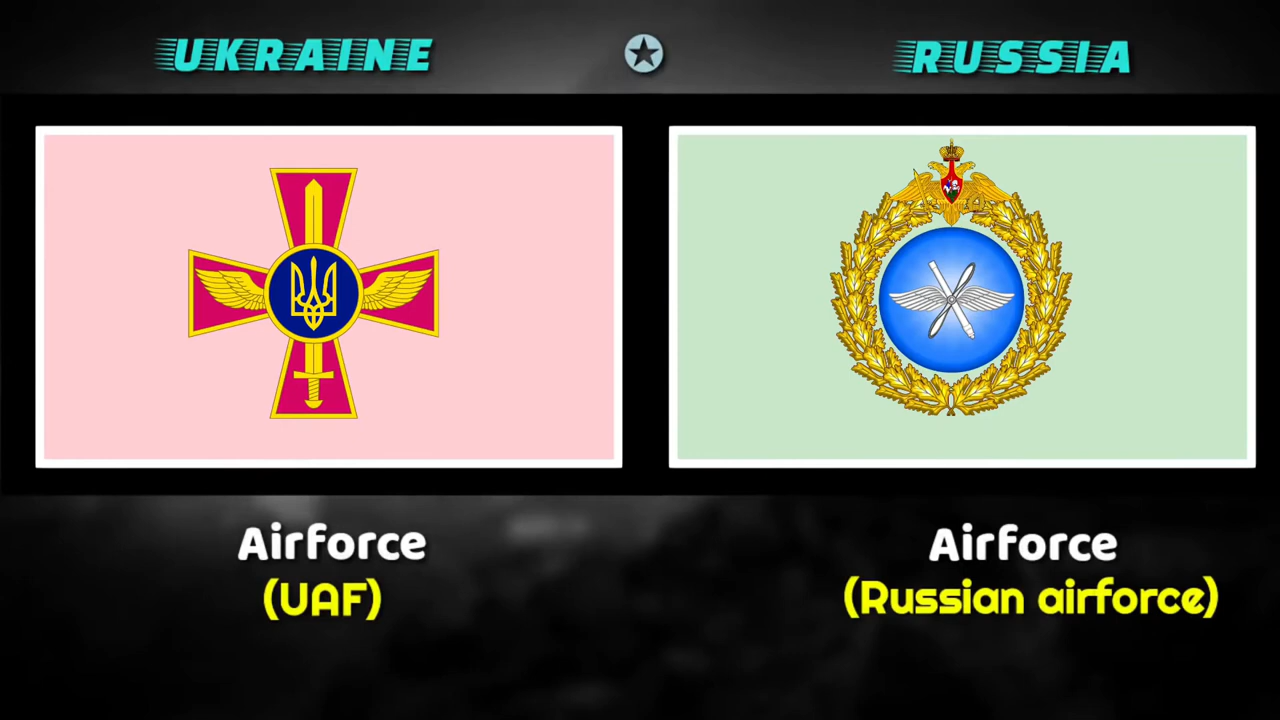 UKRAINE
RUSSIA
Airforce
(UAF)
Airforce
(Russian airforce)